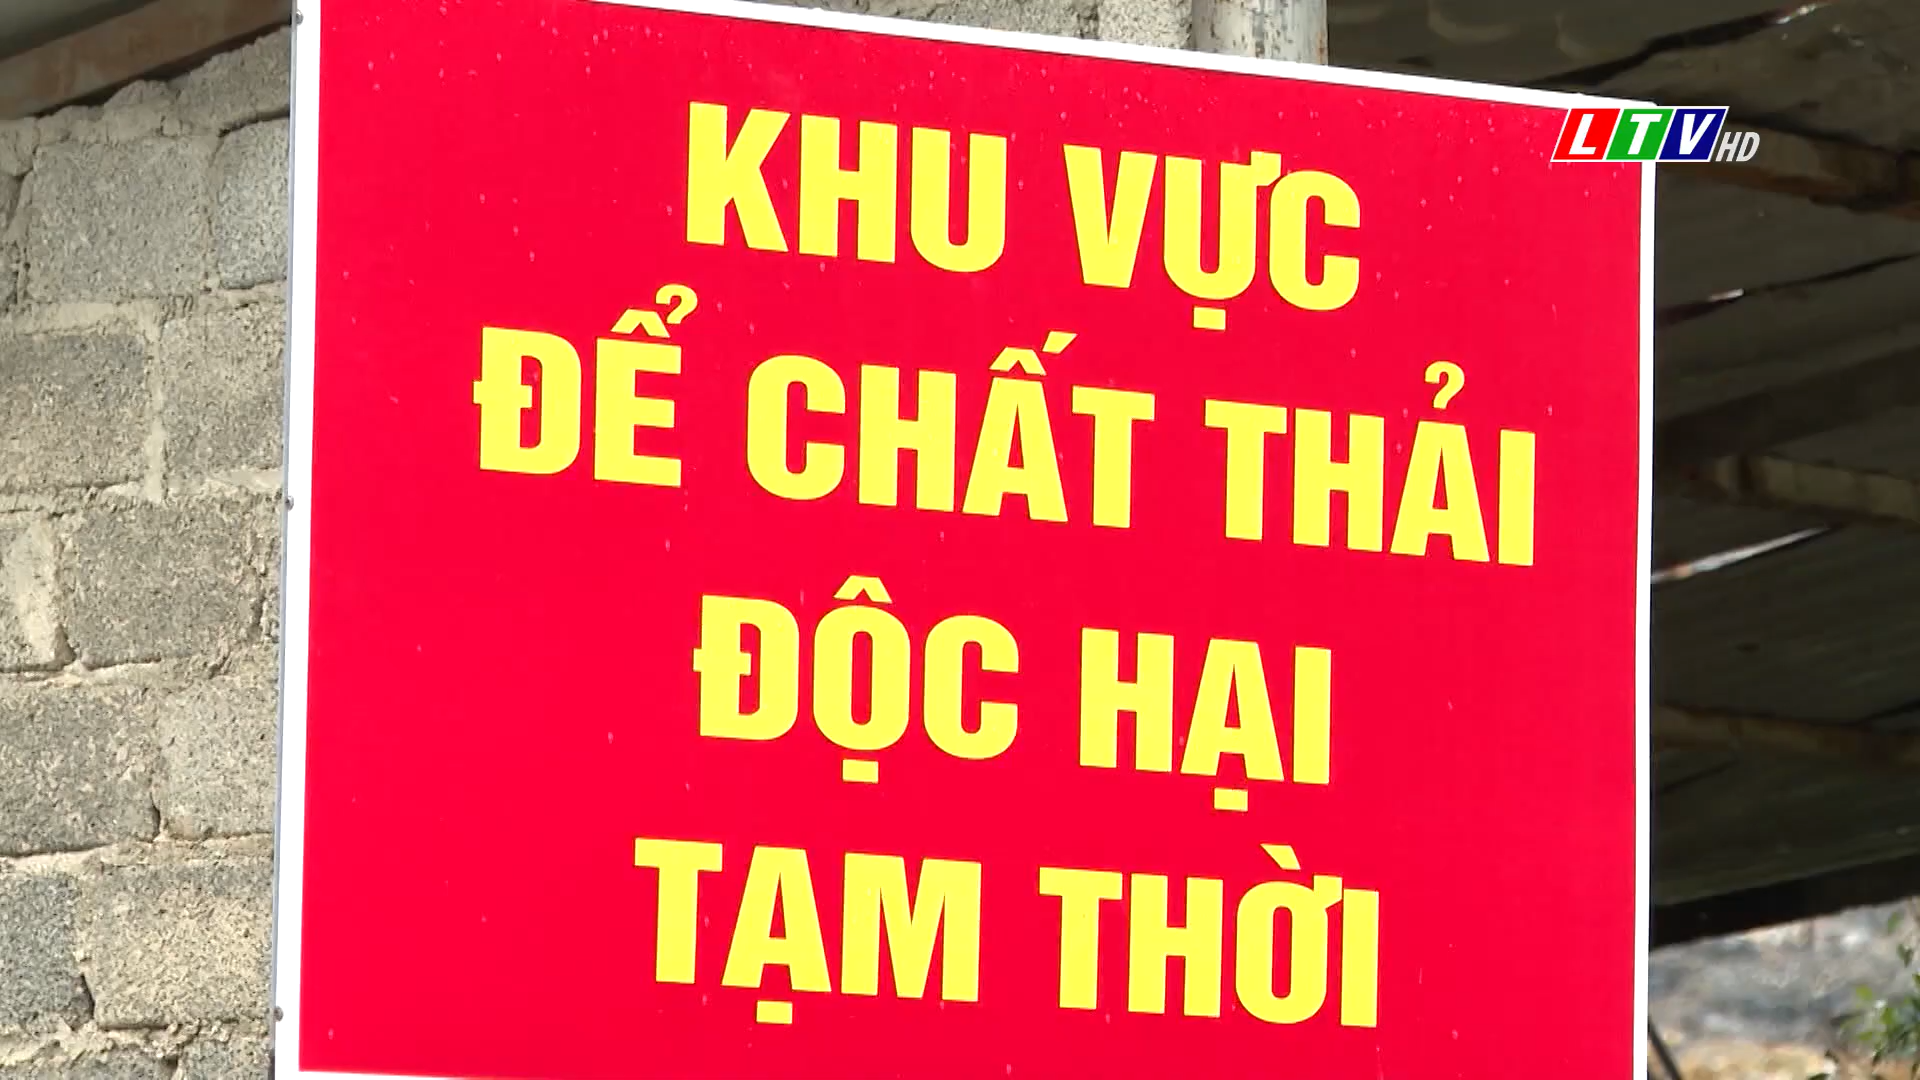 LTV HD
KHU VỰC
ĐỂ CHẤT THẢI
ĐỘC HẠI
TẠM THỜI